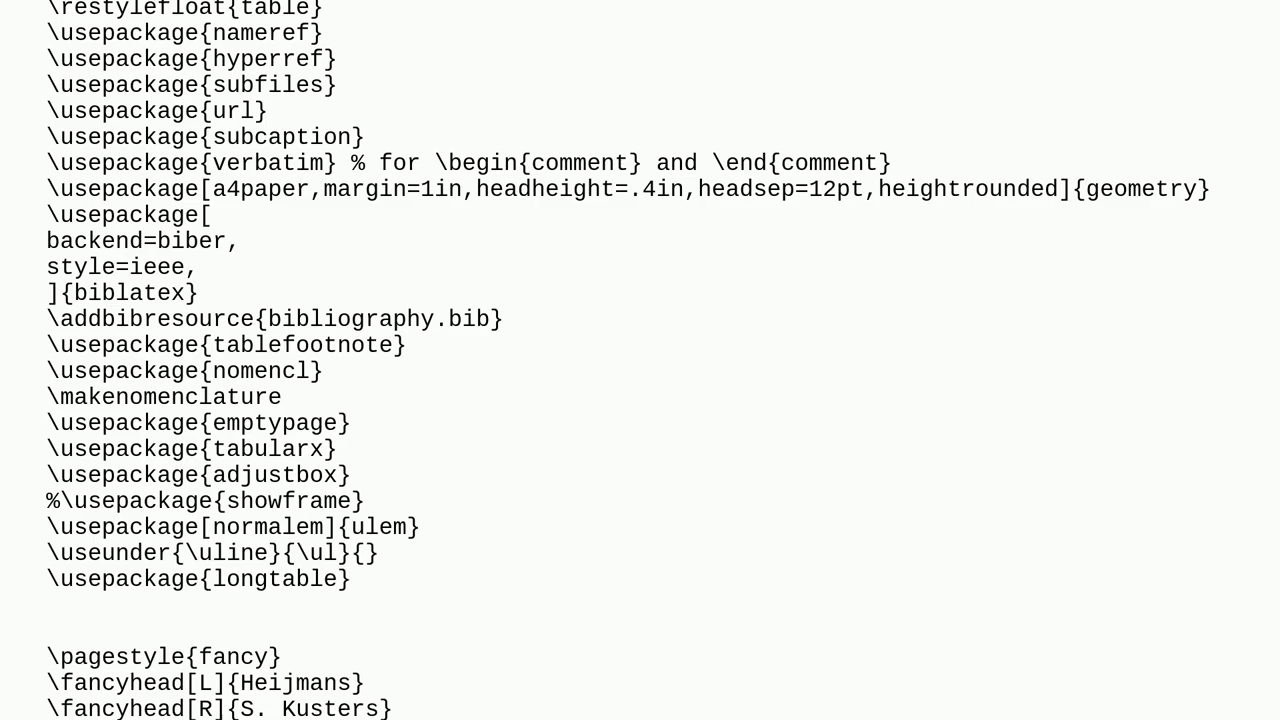 \restylefloat{table}
\usepackage{nameref}
\usepackage{hyperref}
\usepackage{subfiles}
\usepackage{url}
\usepackage{subcaption}
\usepackage{verbatim} % for \begin{comment} and \end{comment}
\usepackage[a4paper,margin=1in,headheight=.4in,headsep=12pt,heightrounded]{geometry}
\usepackage[
backend=biber,
style=ieee,
]{biblatex}
\addbibresource{bibliography.bib}
\usepackage{tablefootnote}
\usepackage{nomencl}
\makenomenclature
\usepackage{emptypage}
\usepackage{tabularx}
\usepackage{adjustbox}
%\usepackage{showframe}
\usepackage[normalem]{ulem}
\useunder{\uline}{\ul}{}
\usepackage{longtable}
\pagestyle{fancy}
\fancyhead[L]{Heijmans}
\fancyhead[R]{S. Kusters}